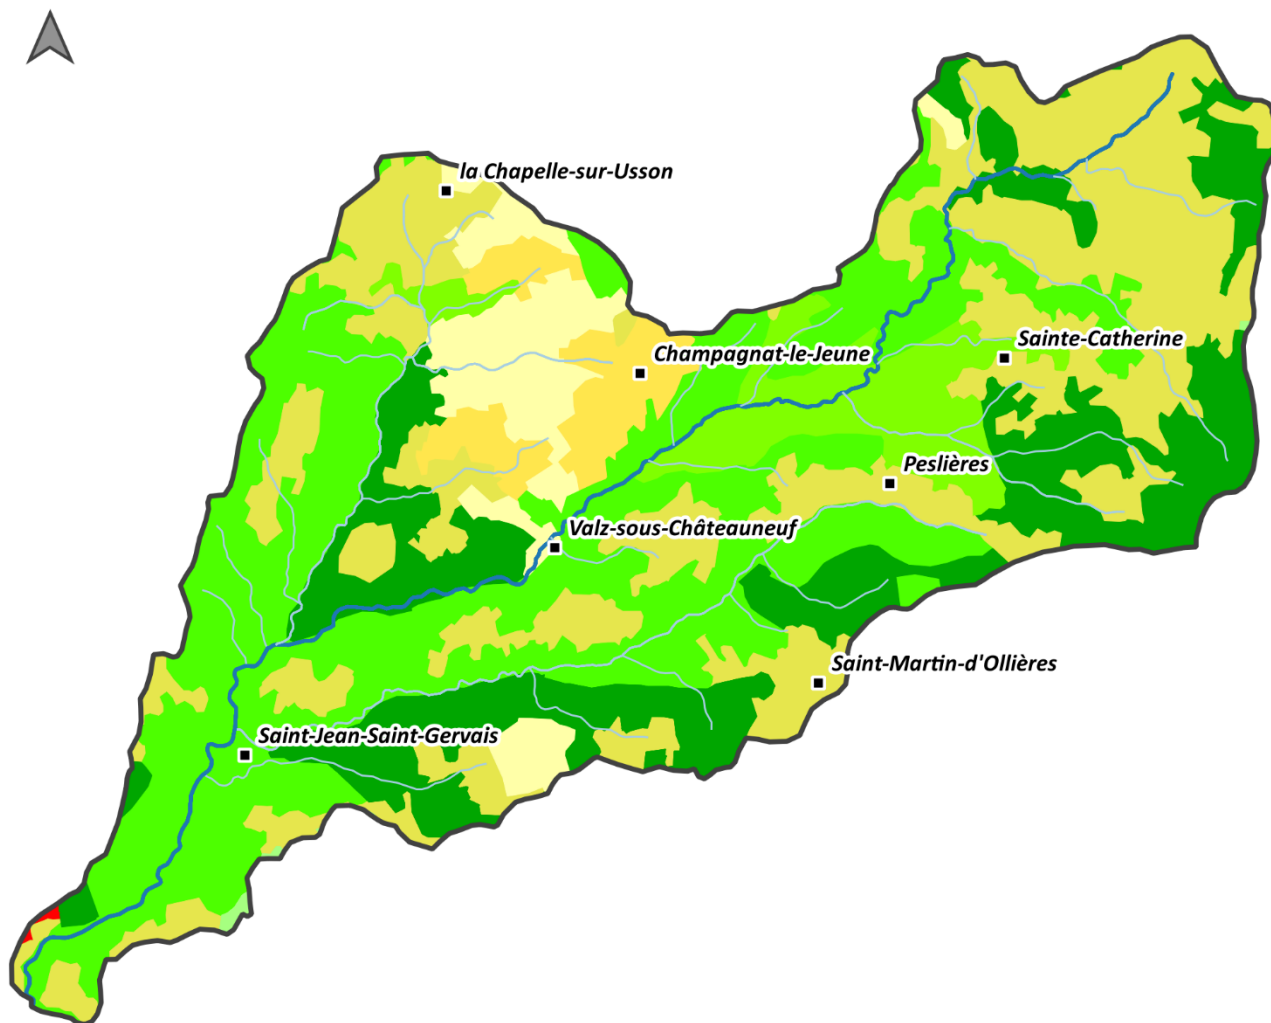 la Chapelle-sur-Usson
Sainte-Catherine
Champagnat-le-Jeune
Peslières
Valz-sous-Châteauneuf
Saint-Martin-d'Ollières
Saint-Jean-Saint-Gervais